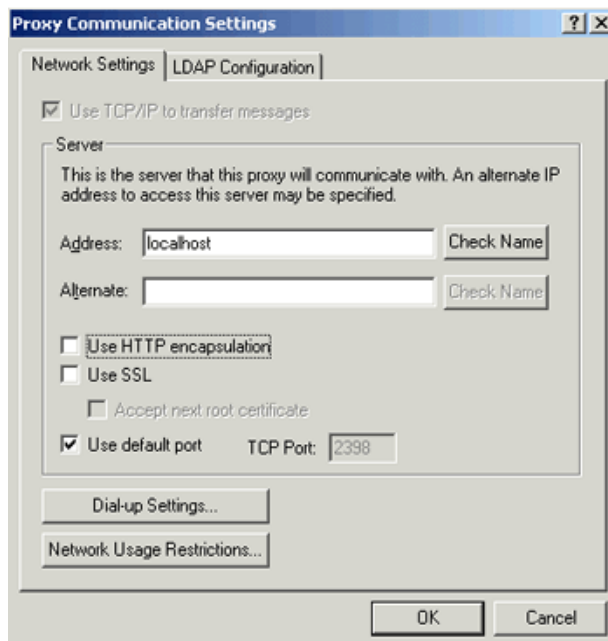 Proxy Communication Settings
Network Settings
LDAP Configuration
Use TCP/IP to transfer messages
Server
This is the server that this proxy will communicate with. An alternate IP
address to access this server may be specified.
Address: localhost Check Name
Alternate: Check Name
Use HTTP encapsulation
Use SSL
Accept next root certificate
Use default port TCP Port: 2398
Dial-up Settings...
Network Usage Restrictions...
OK Cancel